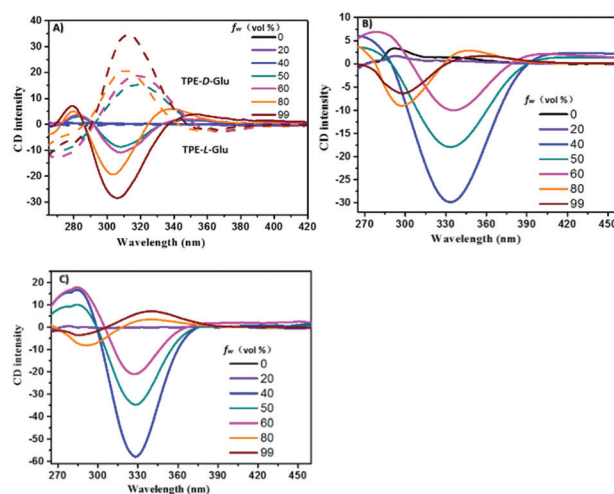 A)
CD intensity
40
30
20
10
0
-10
-20
-30
-40
280 300 320 340 360 380 400 420
Wavelength (nm)
TPE-D-Glu
TPE-L-Glu
fw (vol %)
0
20
40
50
60
80
99
B)
CD intensity
10
5
0
-5
-10
-15
-20
-25
-30
270 300 330 360 390 420 450
Wavelength (nm)
fw (vol %)
0
20
40
50
60
80
99
C)
CD intensity
20
10
0
-10
-20
-30
-40
-50
-60
270 300 330 360 390 420 450
Wavelength (nm)
fw (vol %)
0
20
40
50
60
80
99